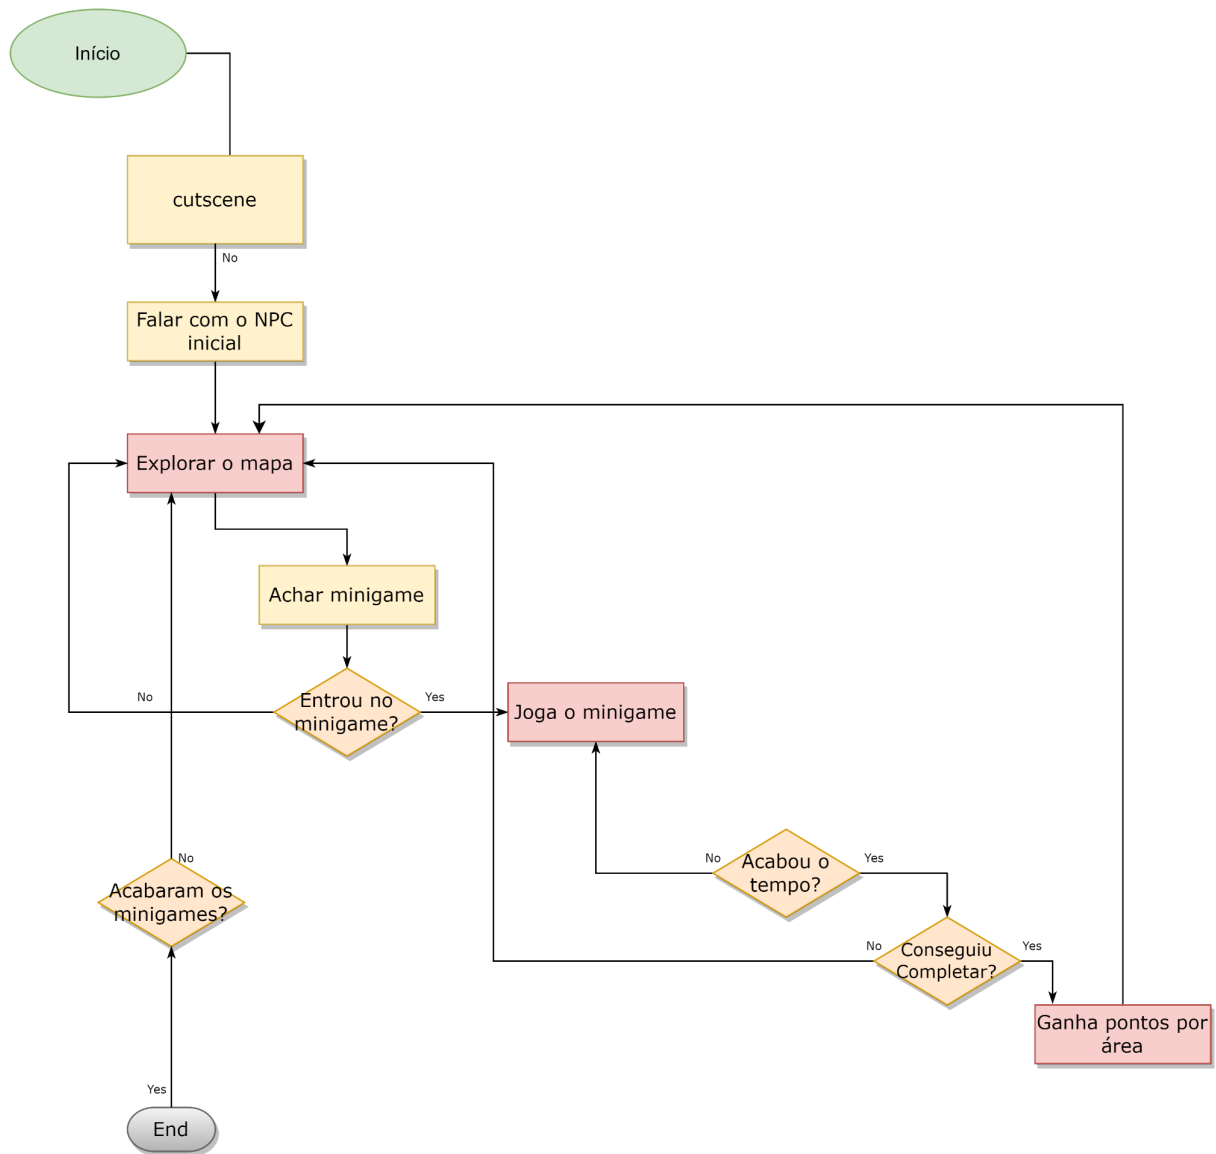 Início
cutscene
No
Falar com o NPC
inicial
Explorar o mapa
Achar minigame
No
Entrou no
minigame?
Yes
Joga o minigame
No
Acabou o
tempo?
Yes
No
Acabaram os
minigames?
No
Conseguiu
Completar?
Yes
Ganha pontos por
área
Yes
End